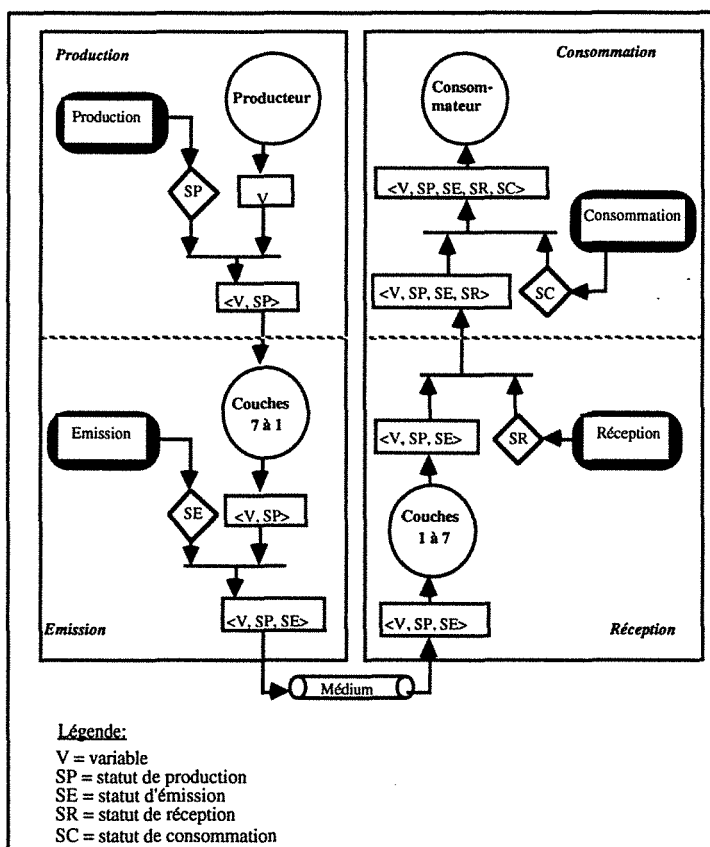 Production
Producteur
Production
SP
V
<V, SP>
Couches
7 à 1
Emission
SE
<V, SP>
<V, SP, SE>
Emission
Médium
Consommation
Consom-
mateur
<V, SP, SE, SR, SC>
Consommation
<V, SP, SE, SR>
SC
<V, SP, SE>
SR
Réception
Couches
1 à 7
<V, SP, SE>
Réception
Légende:
V = variable
SP = statut de production
SE = statut d'émission
SR = statut de réception
SC = statut de consommation